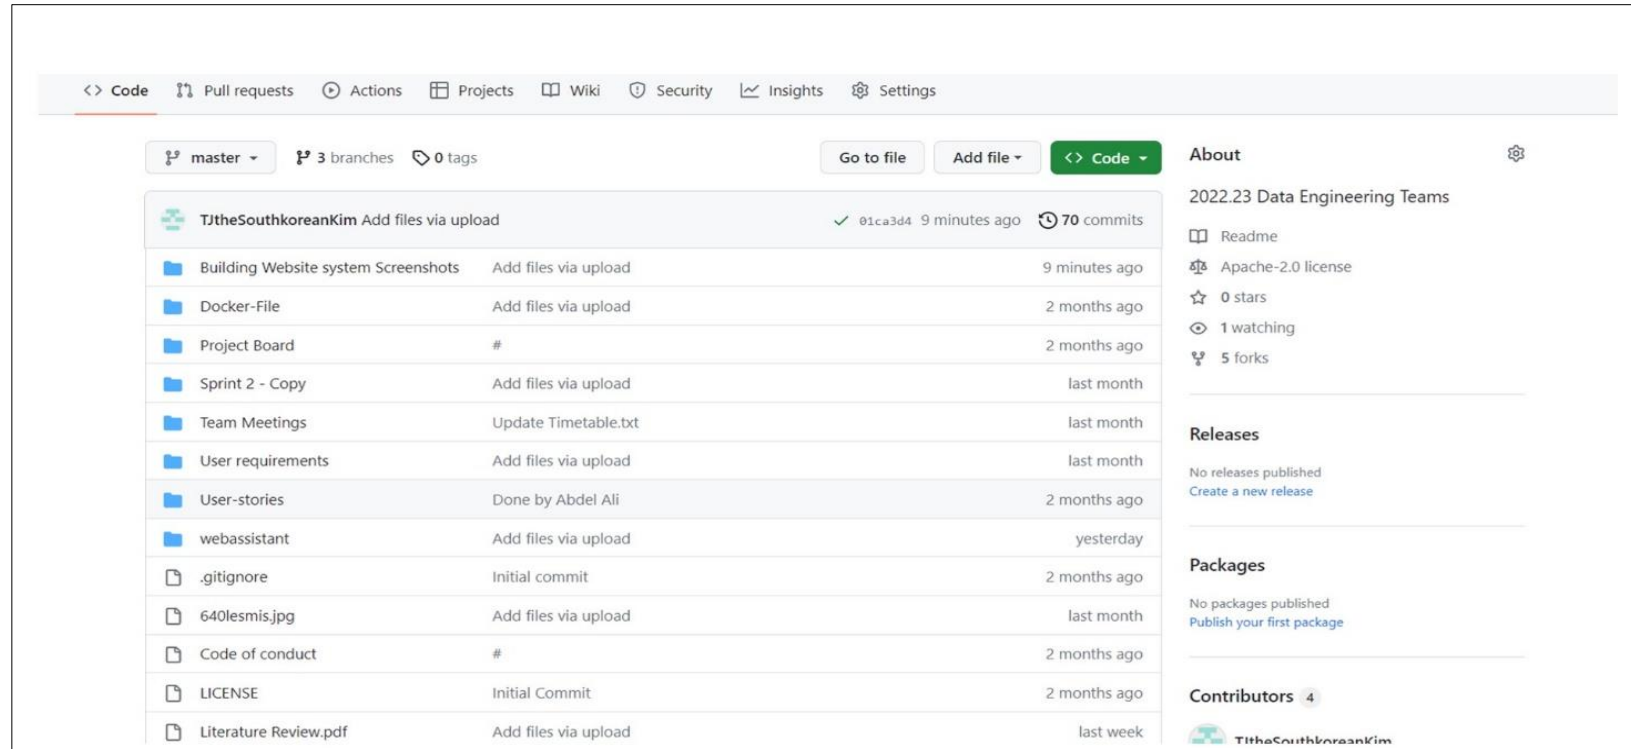 <> Code Pull requests Actions Projects Wiki Security Insights Settings
master 3 branches 0 tags Go to file Add file <> Code
TJtheSouthkoreanKim Add files via upload 01ca3d4 9 minutes ago 70 commits
Building Website system Screenshots Add files via upload 9 minutes ago
Docker-File Add files via upload 2 months ago
Project Board # 2 months ago
Sprint 2 - Copy Add files via upload last month
Team Meetings Update Timetable.txt last month
User requirements Add files via upload last month
User-stories Done by Abdel Ali 2 months ago
webassistant Add files via upload yesterday
.gitignore Initial commit 2 months ago
640lesmis.jpg Add files via upload last month
Code of conduct # 2 months ago
LICENSE Initial Commit 2 months ago
Literature Review.pdf Add files via upload last week
About
2022.23 Data Engineering Teams
Readme
Apache-2.0 license
0 stars
1 watching
5 forks
Releases
No releases published
Create a new release
Packages
No packages published
Publish your first package
Contributors 4
TJtheSouthkoreanKim